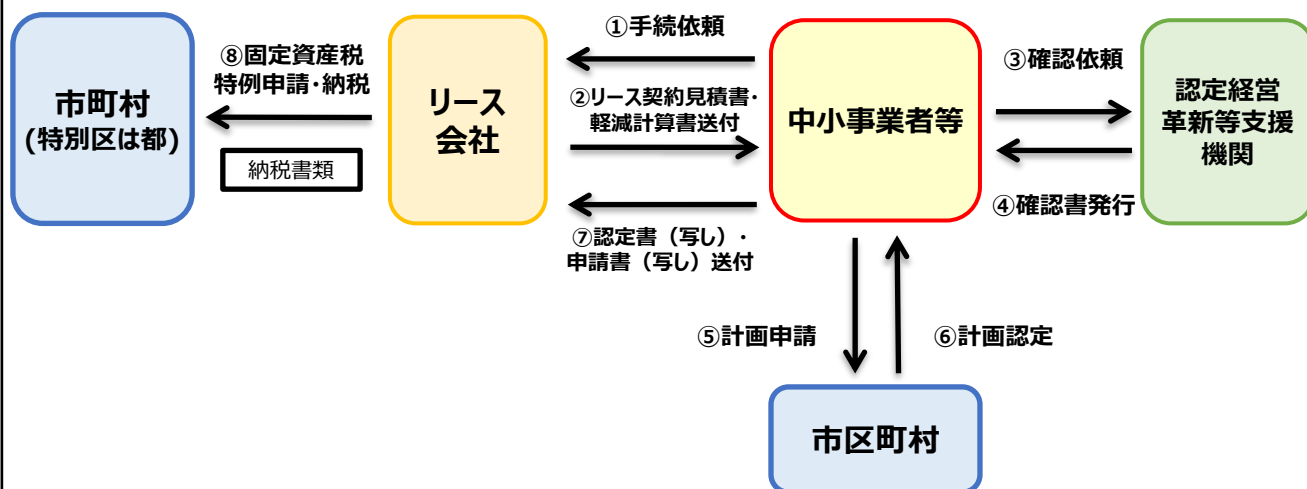 市町村
(特別区は都)
⑧固定資産税
特例申請・納税
納税書類
リース
会社
①手続依頼
②リース契約見積書・
軽減計算書送付
⑦認定書（写し）・
申請書（写し）送付
中小事業者等
③確認依頼
④確認書発行
認定経営
革新等支援
機関
⑤計画申請
⑥計画認定
市区町村